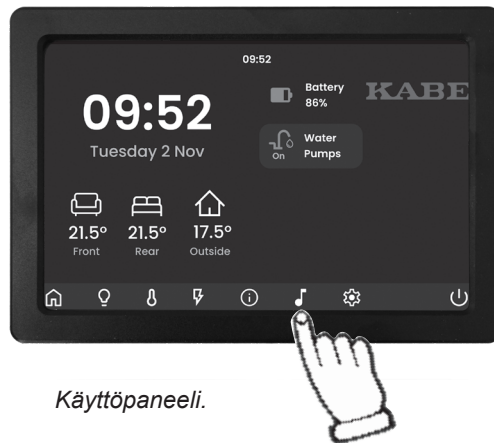 09:52
09:52
Tuesday 2 Nov
Battery
86%
KABE
On
Water
Pumps
21.5° 21.5° 17.5°
Front Rear Outside
Käyttöpaneeli.